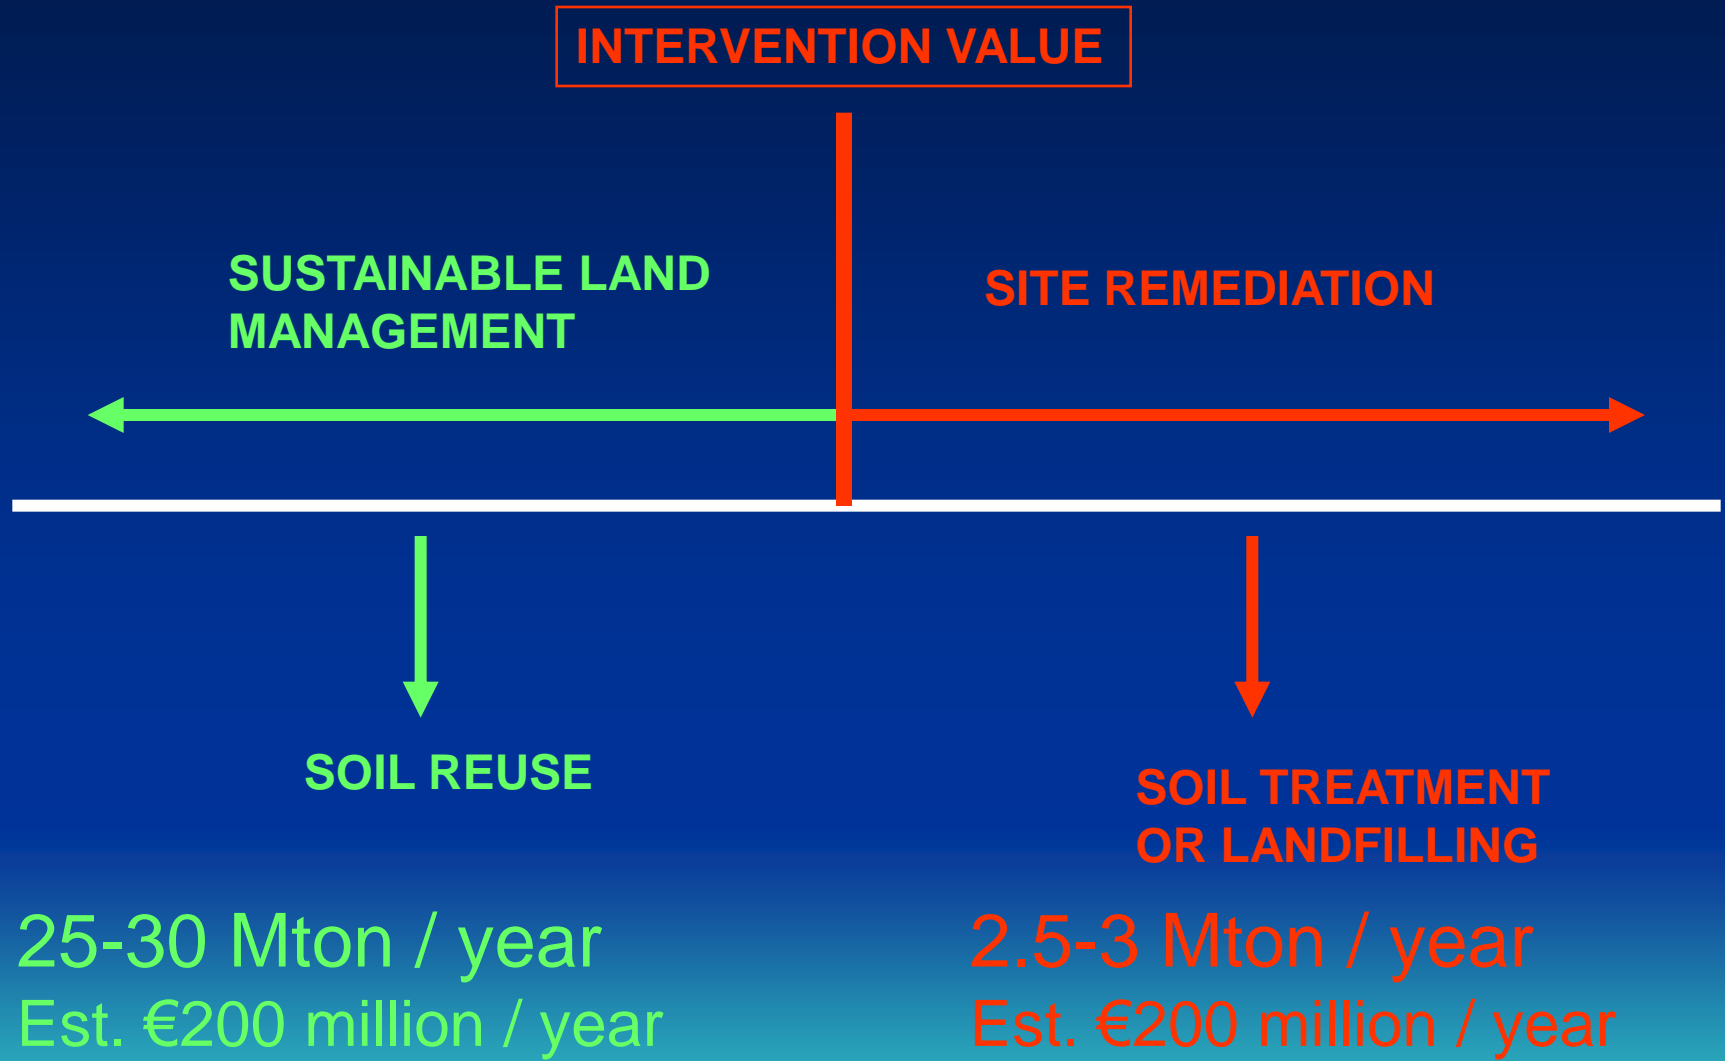 INTERVENTION VALUE
SUSTAINABLE LAND
MANAGEMENT
SITE REMEDIATION
SOIL REUSE
SOIL TREATMENT
OR LANDFILLING
25-30 Mton / year
Est. €200 million / year
2.5-3 Mton / year
Est. €200 million / year